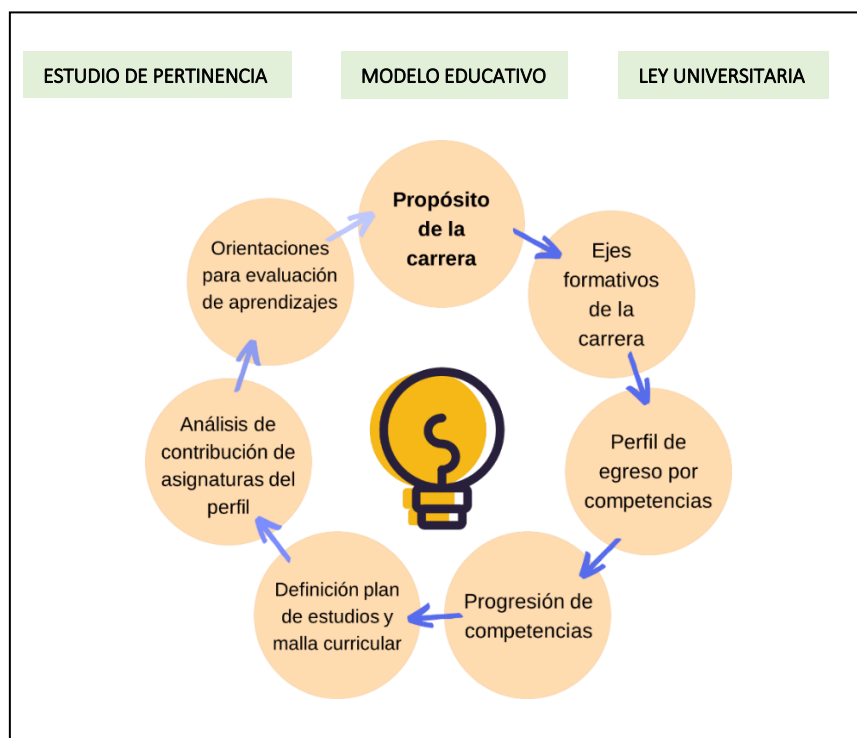 ESTUDIO DE PERTINENCIA
MODELO EDUCATIVO
LEY UNIVERSITARIA
Propósito
de la
carrera
Ejes
formativos
de la
carrera
Perfil de
egreso por
competencias
Progresión de
competencias
Definición plan
de estudios y
malla curricular
Análisis de
contribución de
asignaturas del
perfil
Orientaciones
para evaluación
de aprendizajes